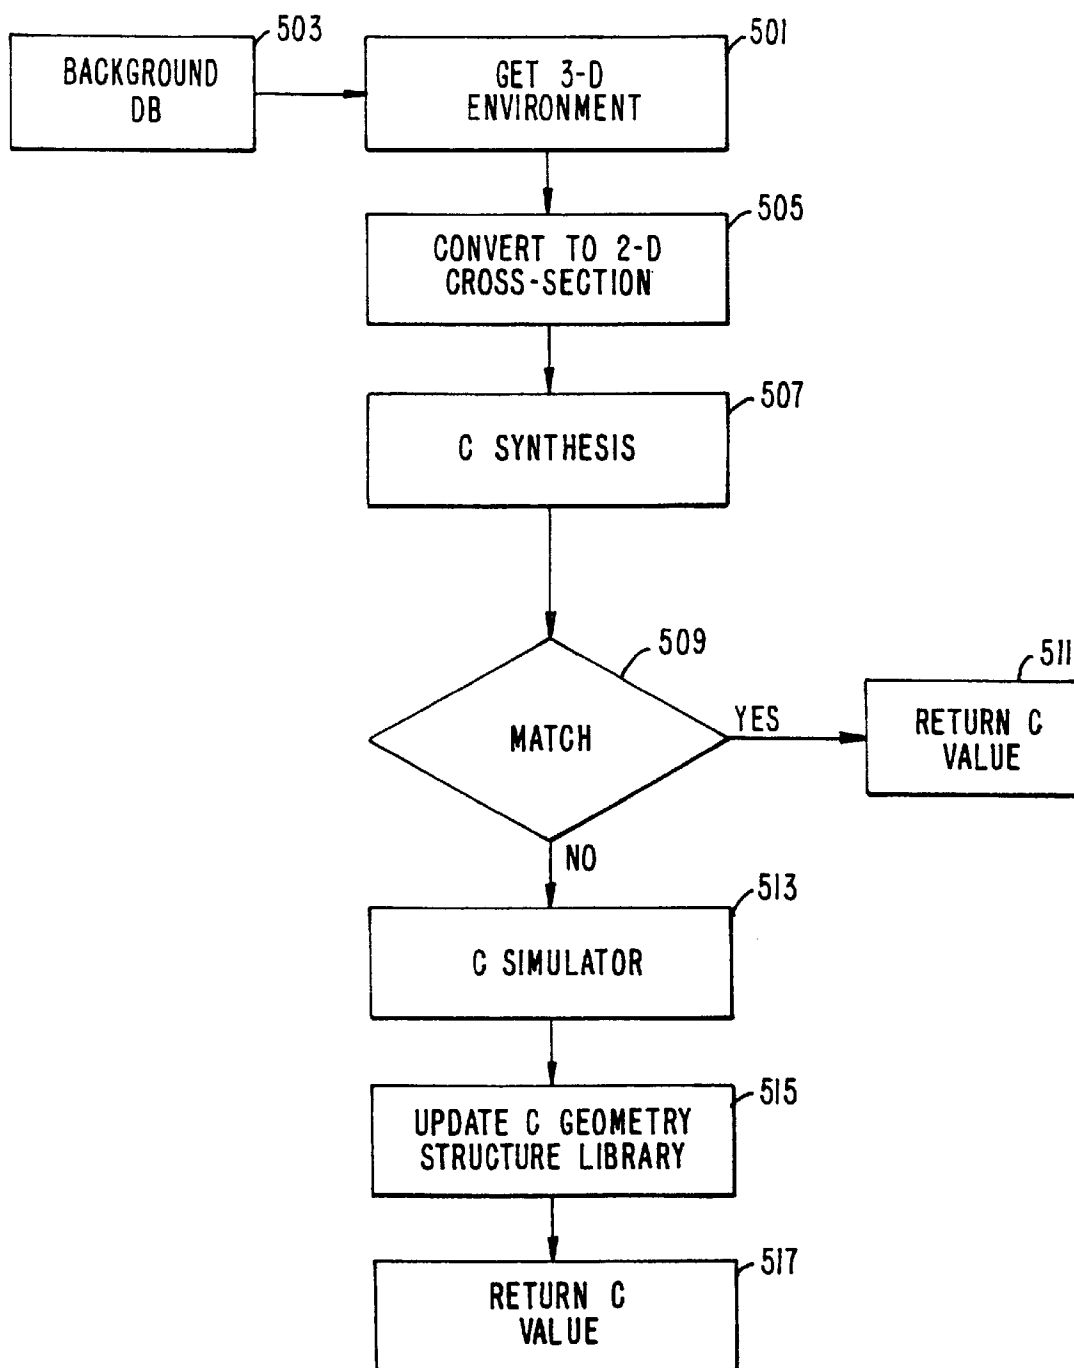 503
BACKGROUND
DB
501
GET 3-D
ENVIRONMENT
505
CONVERT TO 2-D
CROSS-SECTION
507
C SYNTHESIS
509
MATCH
YES
511
RETURN C
VALUE
NO
513
C SIMULATOR
515
UPDATE C GEOMETRY
STRUCTURE LIBRARY
517
RETURN C
VALUE